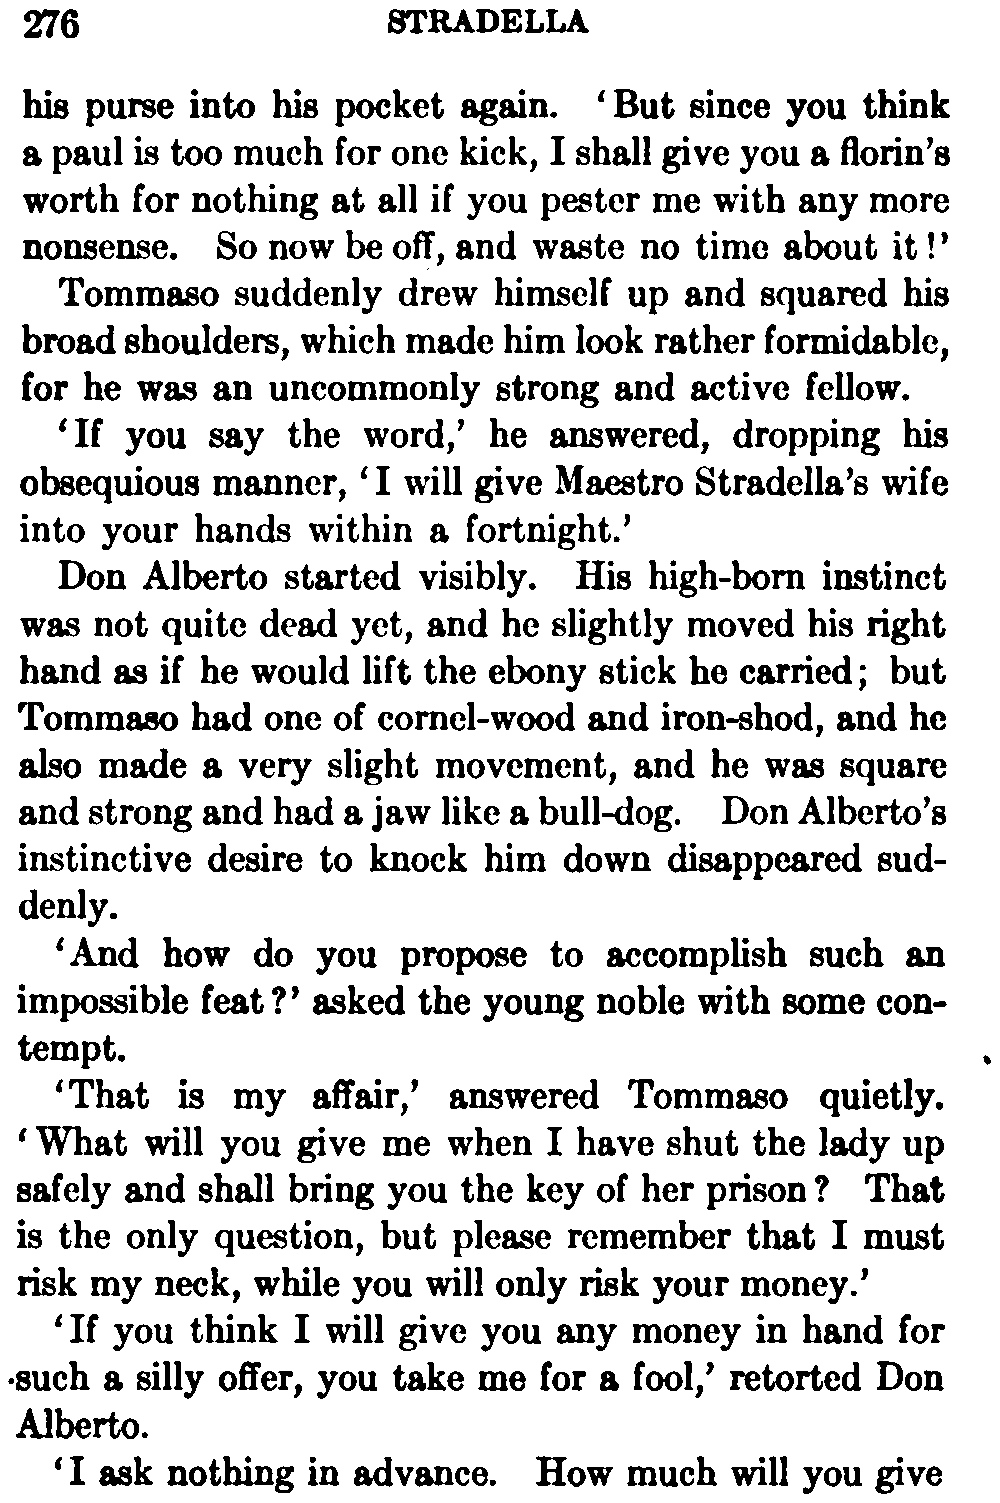 276 STRADELLA
his purse into his pocket again. ‘But since you think
a paul is too much for one kick, I shall give you a florin’s
worth for nothing at all if you pester me with any more
nonsense. So now be off, and waste no time about it!’
Tommaso suddenly drew himself up and squared his
broad shoulders, which made him look rather formidable,
for he was an uncommonly strong and active fellow.
‘If you say the word,’ he answered, dropping his
obsequious manner, ‘I will give Maestro Stradella’s wife
into your hands within a fortnight.’
Don Alberto started visibly. His high-born instinct
was not quite dead yet, and he slightly moved his right
hand as if he would lift the ebony stick he carried; but
Tommaso had one of cornel-wood and iron-shod, and he
also made a very slight movement, and he was square
and strong and had a jaw like a bull-dog. Don Alberto’s
instinctive desire to knock him down disappeared sud-
denly.
‘And how do you propose to accomplish such an
impossible feat?’ asked the young noble with some con-
tempt.
‘That is my affair,’ answered Tommaso quietly.
‘What will you give me when I have shut the lady up
safely and shall bring you the key of her prison? That
is the only question, but please remember that I must
risk my neck, while you will only risk your money.’
‘If you think I will give you any money in hand for
such a silly offer, you take me for a fool,’ retorted Don
Alberto.
‘I ask nothing in advance. How much will you give